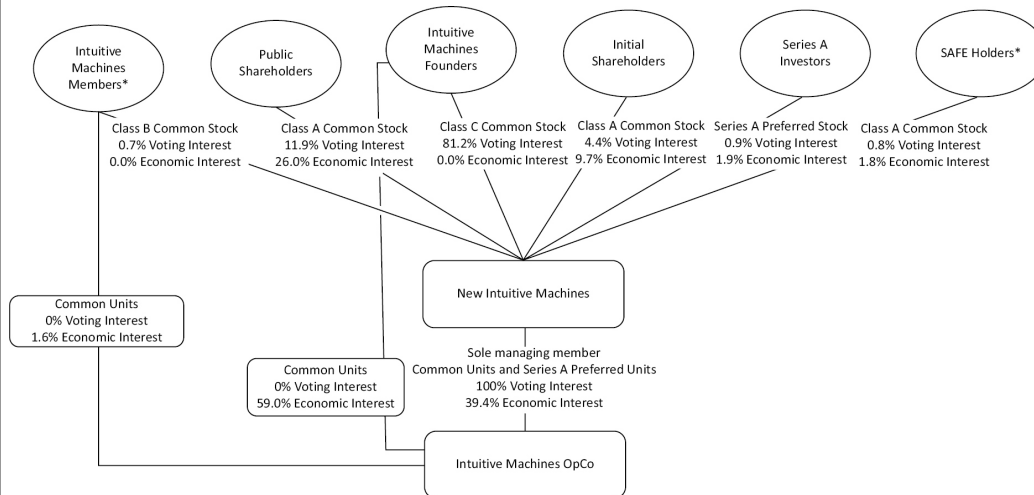 Intuitive
Machines
Members*
Public
Shareholders
Intuitive
Machines
Founders
Initial
Shareholders
Series A
Investors
SAFE Holders*
Class B Common Stock
0.7% Voting Interest
0.0% Economic Interest
Class A Common Stock
11.9% Voting Interest
26.0% Economic Interest
Class C Common Stock
81.2% Voting Interest
0.0% Economic Interest
Class A Common Stock
4.4% Voting Interest
9.7% Economic Interest
Series A Preferred Stock
0.9% Voting Interest
1.9% Economic Interest
Class A Common Stock
0.8% Voting Interest
1.8% Economic Interest
New Intuitive Machines
Common Units
0% Voting Interest
1.6% Economic Interest
Common Units
0% Voting Interest
59.0% Economic Interest
Sole managing member
Common Units and Series A Preferred Units
100% Voting Interest
39.4% Economic Interest
Intuitive Machines OpCo